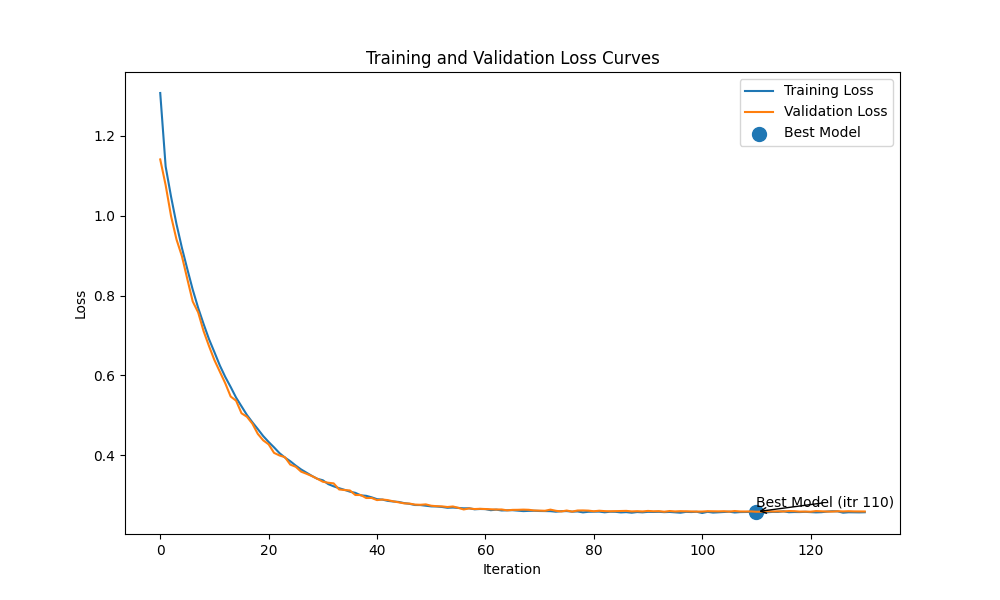 Training and Validation Loss Curves
Training Loss
Validation Loss
Best Model
Loss
1.2
1.0
0.8
0.6
0.4
Best Model (itr 110)
0 20 40 60 80 100 120
Iteration